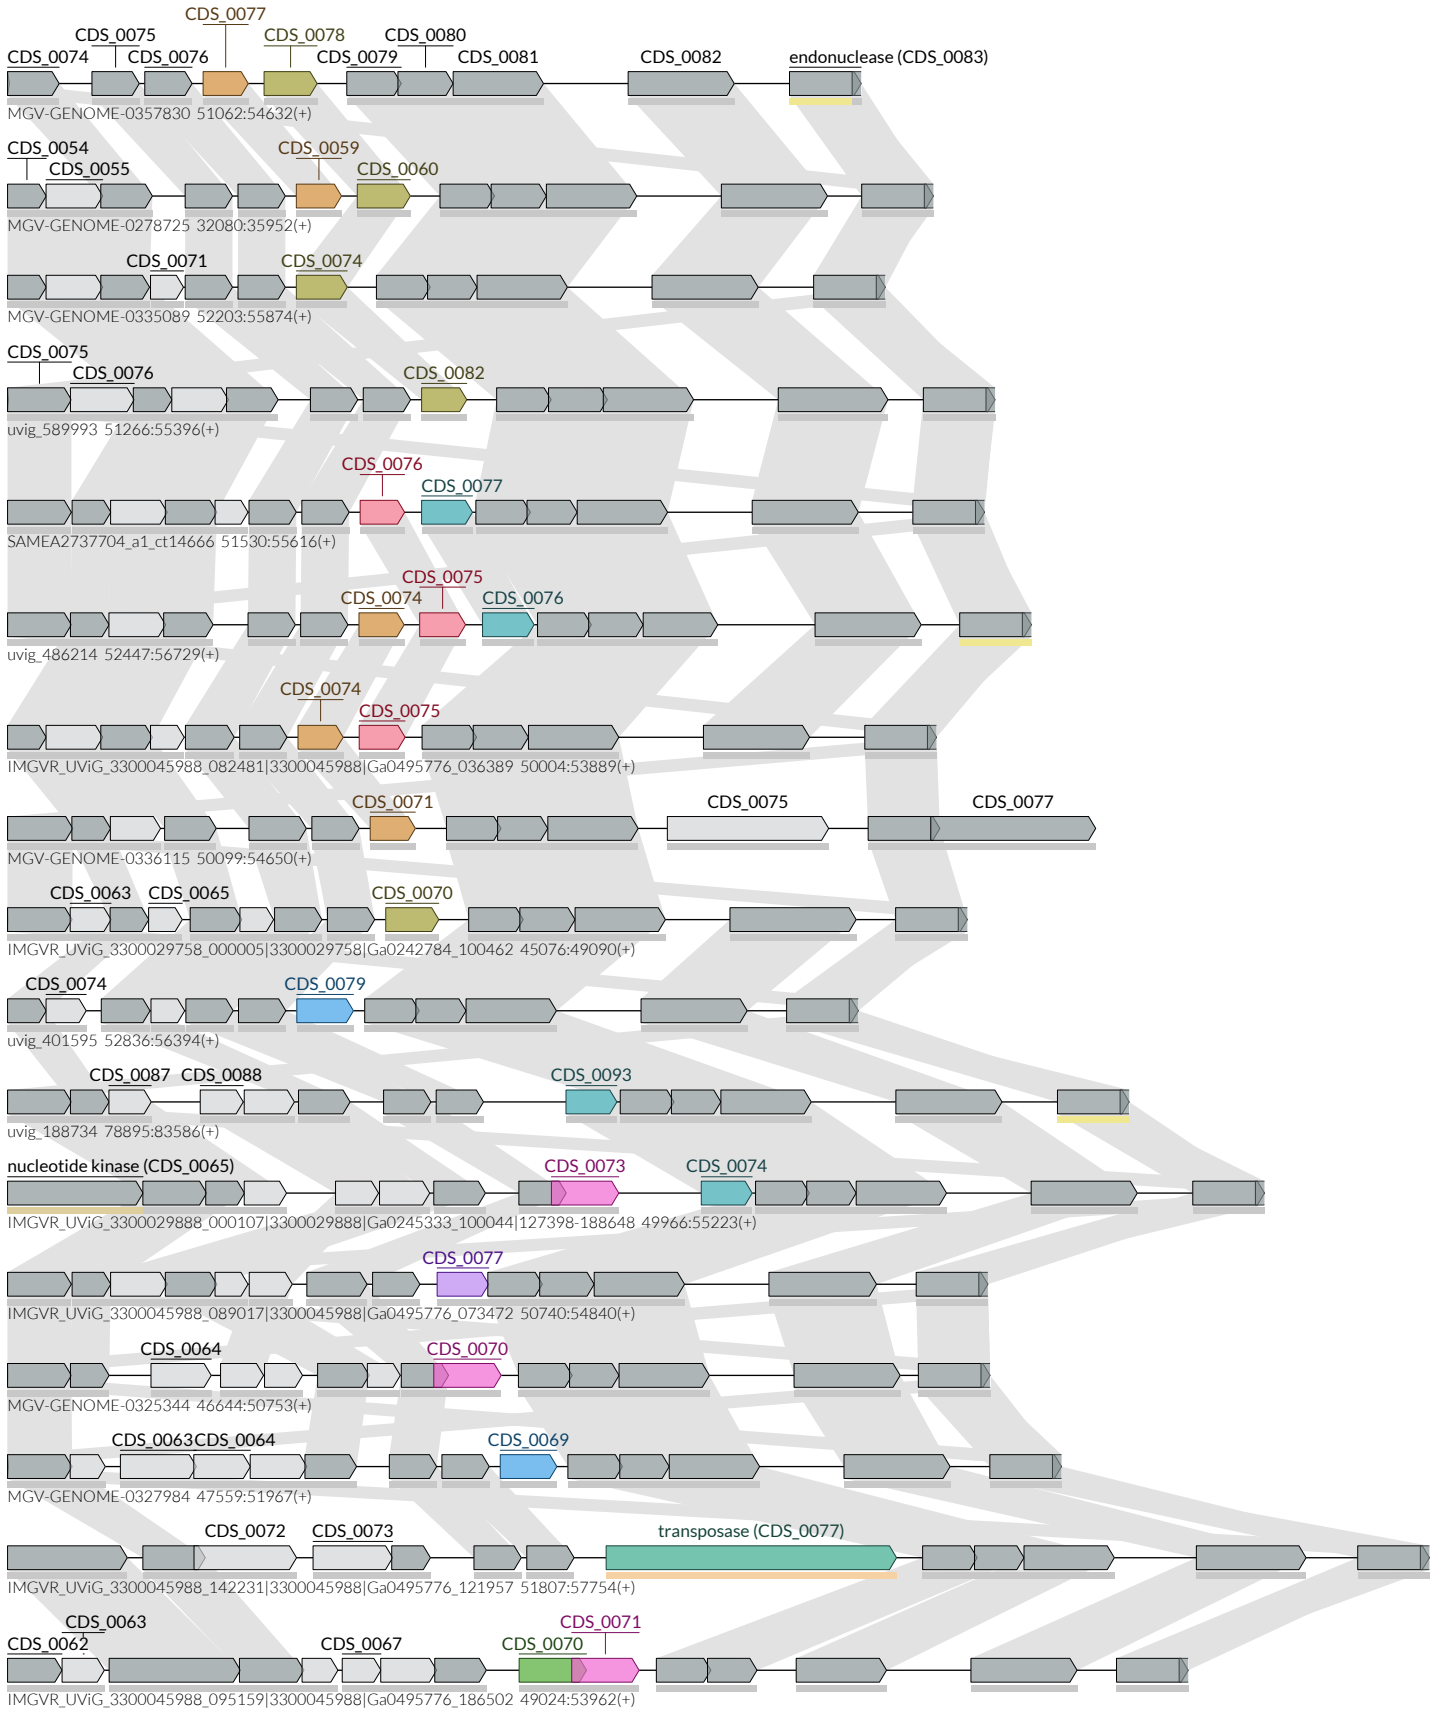 CDS_0077
CDS_0075 CDS_0078 CDS_0080
CDS_0074 CDS_0076 CDS_0079 CDS_0081 CDS_0082 endonuclease (CDS_0083)
MGV-GENOME-0357830 51062:54632(+)
CDS_0054 CDS_0059
CDS_0055 CDS_0060
MGV-GENOME-0278725 32080:35952(+)
CDS_0071 CDS_0074
MGV-GENOME-0335089 52203:55874(+)
CDS_0075
CDS_0076 CDS_0082
uvig_589993 51266:55396(+)
CDS_0076
CDS_0077
SAMEA2737704_a1_ct14666 51530:55616(+)
CDS_0075
CDS_0074 CDS_0076
uvig_486214 52447:56729(+)
CDS_0074
CDS_0075
IMGVR_UViG_3300045988_082481|3300045988|Ga0495776_036389 50004:53889(+)
CDS_0071 CDS_0075 CDS_0077
MGV-GENOME-0336115 50099:54650(+)
CDS_0063 CDS_0065 CDS_0070
IMGVR_UViG_3300029758_000005|3300029758|Ga0242784_100462 45076:49090(+)
CDS_0074 CDS_0079
uvig_401595 52836:56394(+)
CDS_0087 CDS_0088 CDS_0093
uvig_188734 78895:83586(+)
nucleotide kinase (CDS_0065) CDS_0073 CDS_0074
IMGVR_UViG_3300029888_000107|3300029888|Ga0245333_100044|127398-188648 49966:55223(+)
CDS_0077
IMGVR_UViG_3300045988_089017|3300045988|Ga0495776_073472 50740:54840(+)
CDS_0064 CDS_0070
MGV-GENOME-0325344 46644:50753(+)
CDS_0063 CDS_0064 CDS_0069
MGV-GENOME-0327984 47559:51967(+)
CDS_0072 CDS_0073 transposase (CDS_0077)
IMGVR_UViG_3300045988_142231|3300045988|Ga0495776_121957 51807:57754(+)
CDS_0063 CDS_0071
CDS_0062 CDS_0067 CDS_0070
IMGVR_UViG_3300045988_095159|3300045988|Ga0495776_186502 49024:53962(+)